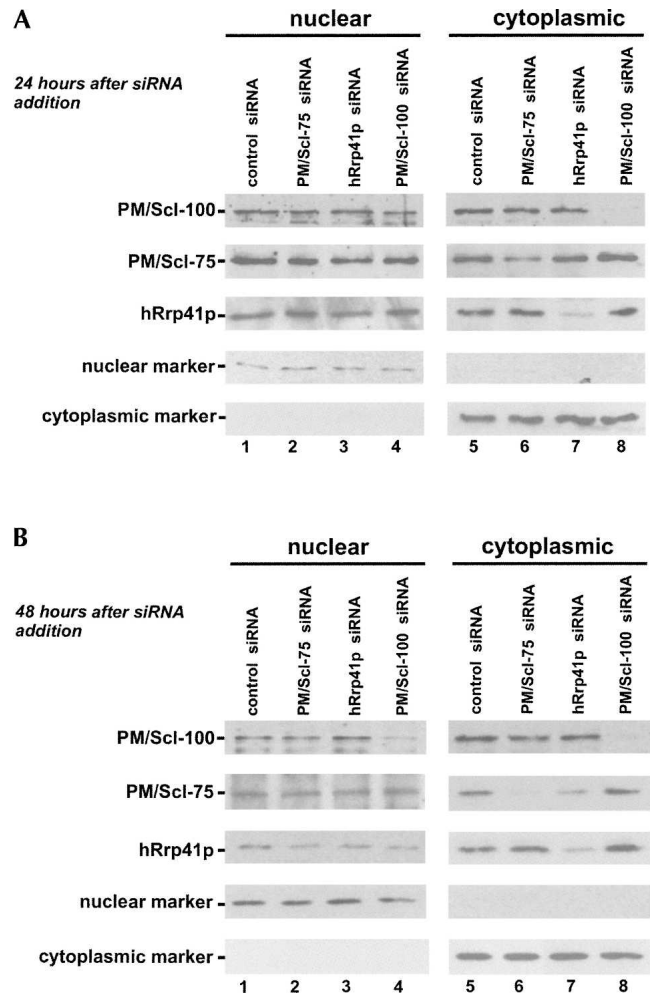 A
nuclear
cytoplasmic
24 hours after siRNA
addition
control siRNA
PM/Scl-75 siRNA
hRrp41p siRNA
PM/Scl-100 siRNA
control siRNA
PM/Scl-75 siRNA
hRrp41p siRNA
PM/Scl-100 siRNA
PM/Scl-100
PM/Scl-75
hRrp41p
nuclear marker
cytoplasmic marker
1 2 3 4 5 6 7 8
B
nuclear
cytoplasmic
48 hours after siRNA
addition
control siRNA
PM/Scl-75 siRNA
hRrp41p siRNA
PM/Scl-100 siRNA
control siRNA
PM/Scl-75 siRNA
hRrp41p siRNA
PM/Scl-100 siRNA
PM/Scl-100
PM/Scl-75
hRrp41p
nuclear marker
cytoplasmic marker
1 2 3 4 5 6 7 8